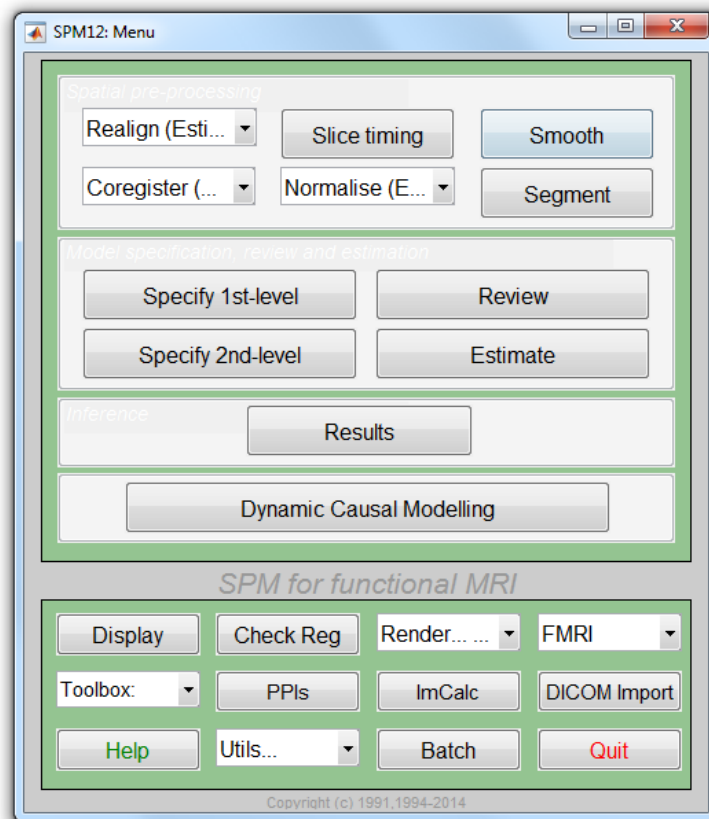 SPM12: Menu
Spatial pre-processing
Realign (Esti...
Slice timing
Smooth
Coregister (...
Normalise (E...
Segment
Model specification, review and estimation
Specify 1st-level
Review
Specify 2nd-level
Estimate
Inference
Results
Dynamic Causal Modelling
SPM for functional MRI
Display
Check Reg
Render... ...
FMRI
Toolbox:
PPIs
ImCalc
DICOM Import
Help
Utils...
Batch
Quit
Copyright (c) 1991,1994-2014